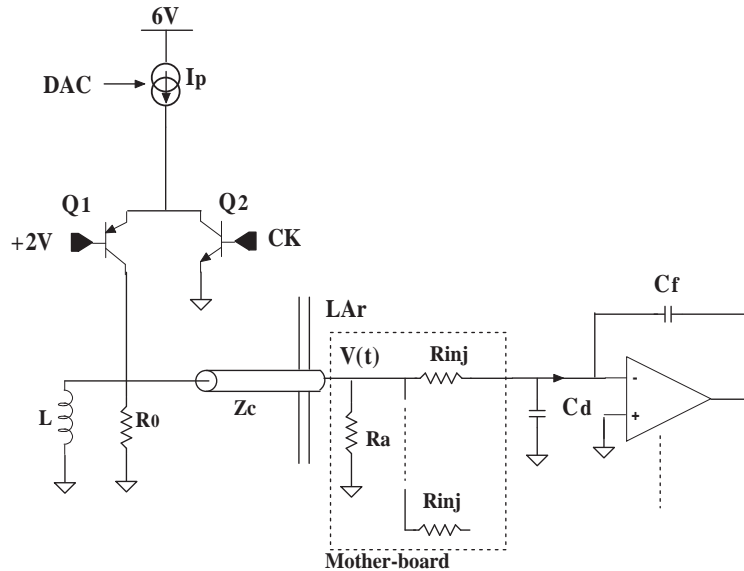 6V
DAC
Ip
Q1
Q2
+2V
CK
LAr
Cf
V(t)
Rinj
-
+
L
R0
Zc
Ra
Cd
Rinj
Mother-board